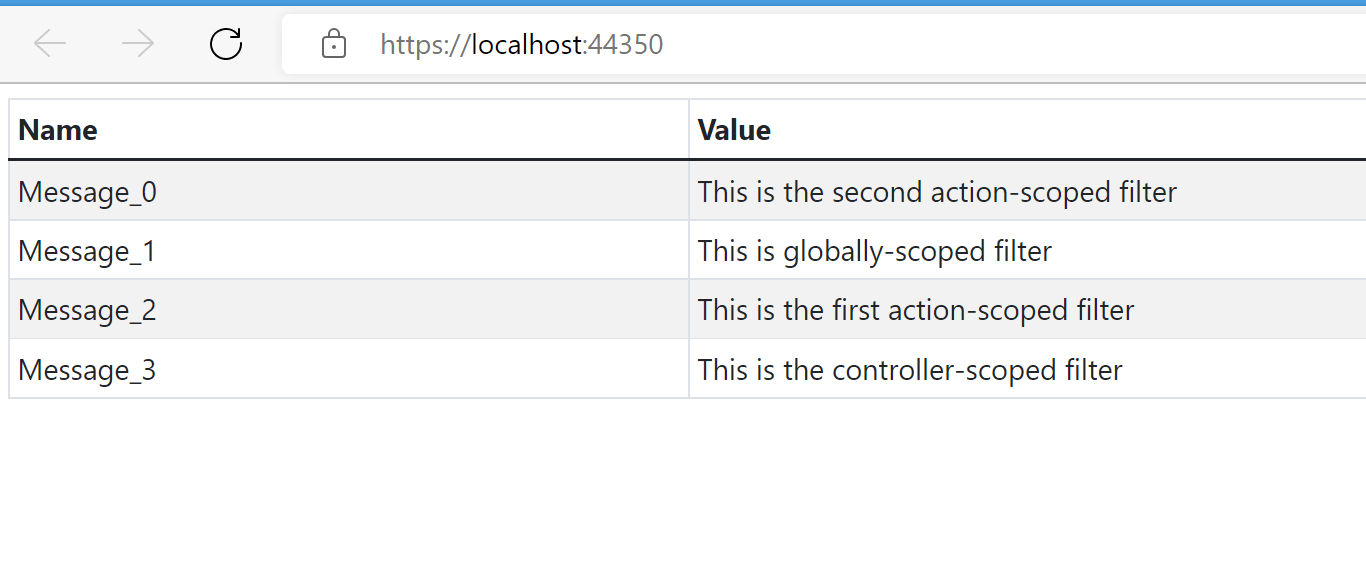 https://localhost:44350
Name Value
Message_0 This is the second action-scoped filter
Message_1 This is globally-scoped filter
Message_2 This is the first action-scoped filter
Message_3 This is the controller-scoped filter